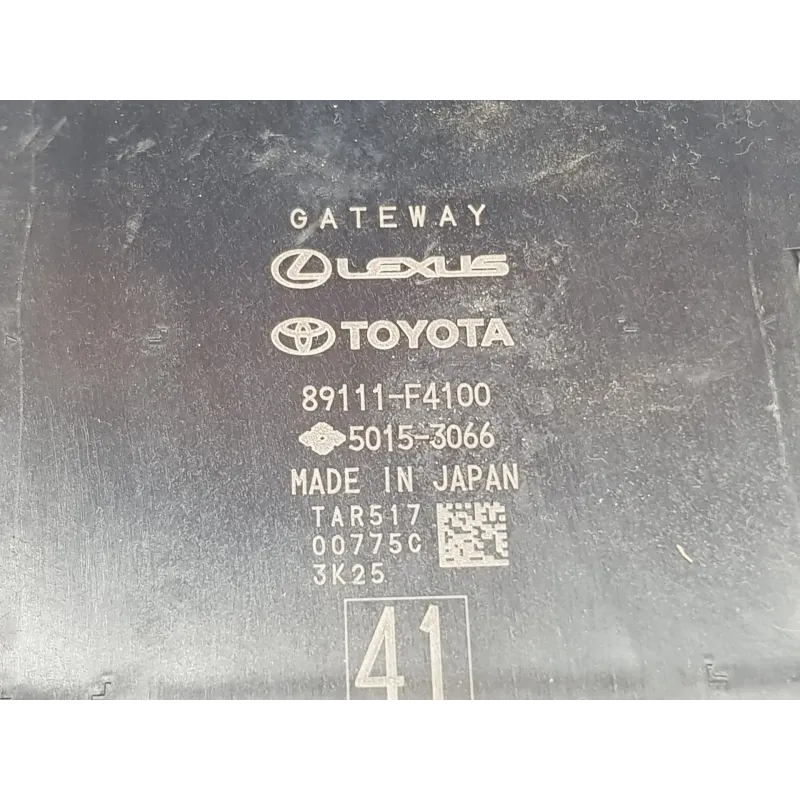 GATEWAY
LEXUS
TOYOTA
89111-F4100
5015-3066
MADE IN JAPAN
TAR517
00775C
3K25
41